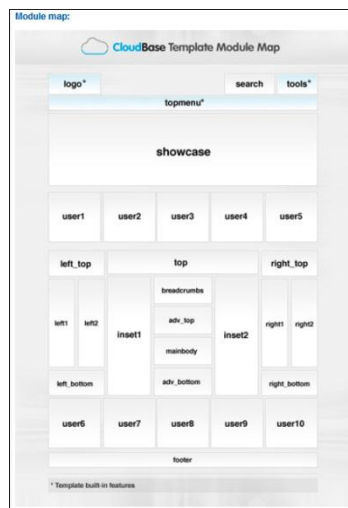 Module map:
CloudBase Template Module Map
logo*
search
tools*
topmenu*
showcase
user1
user2
user3
user4
user5
left_top
top
right_top
breadcrumbs
left1
left2
inset1
adv_top
inset2
right1
right2
mainbody
left_bottom
adv_bottom
right_bottom
user6
user7
user8
user9
user10
footer
* Template built-in features